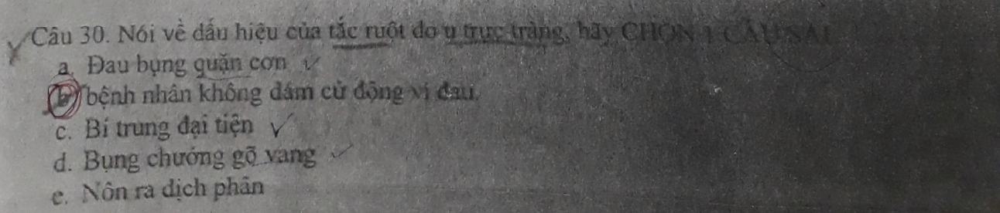 Câu 30. Nói về dấu hiệu của tắc ruột do u trực tràng, hãy CHỌN 1 CÂU SAI
a. Đau bụng quặn cơn
b. bệnh nhân không dám cử động vì đau.
c. Bí trung đại tiện
d. Bụng chướng gõ vang
e. Nôn ra dịch phân